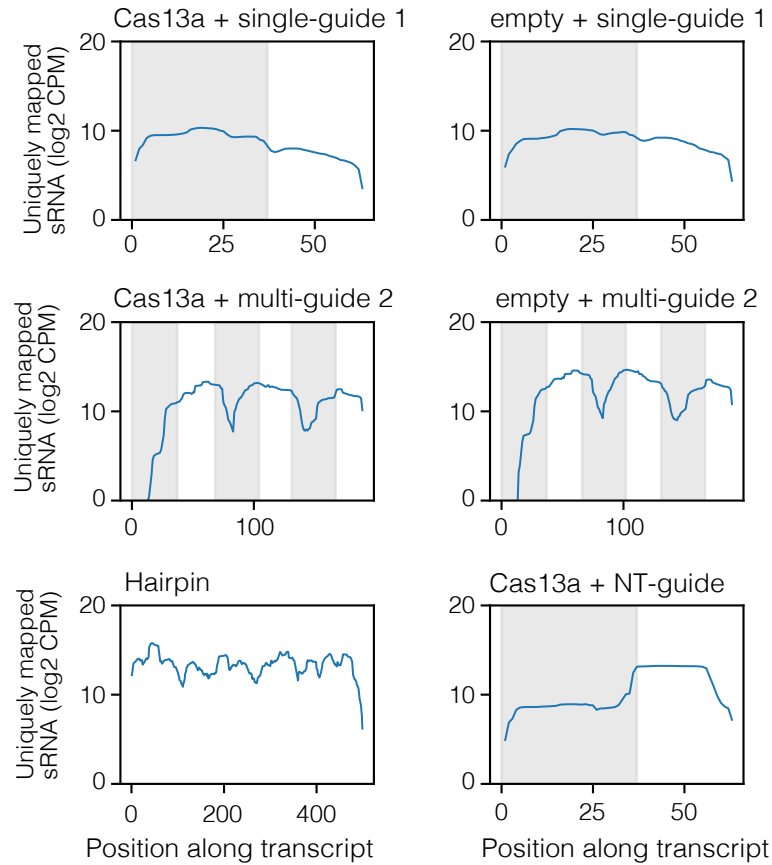 Cas13a + single-guide 1
empty + single-guide 1
Uniquely mapped
sRNA (log2 CPM)
20
10
0
0 25 50
20
10
0
0 25 50
Cas13a + multi-guide 2
empty + multi-guide 2
Uniquely mapped
sRNA (log2 CPM)
20
10
0
0 100
20
10
0
0 100
Hairpin
Cas13a + NT-guide
Uniquely mapped
sRNA (log2 CPM)
20
10
0
0 200 400
20
10
0
0 25 50
Position along transcript
Position along transcript